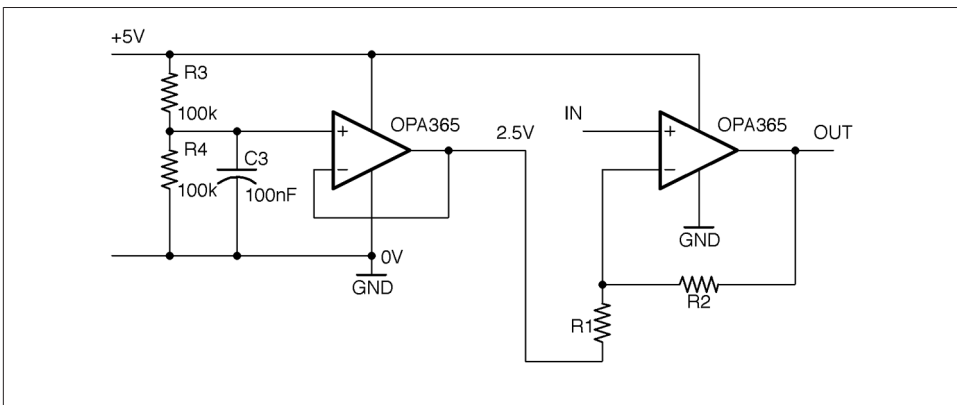 +5V
R3
100k
R4
100k
C3
100nF
+
−
OPA365
2.5V
0V
GND
IN
+
−
OPA365
OUT
GND
R2
R1